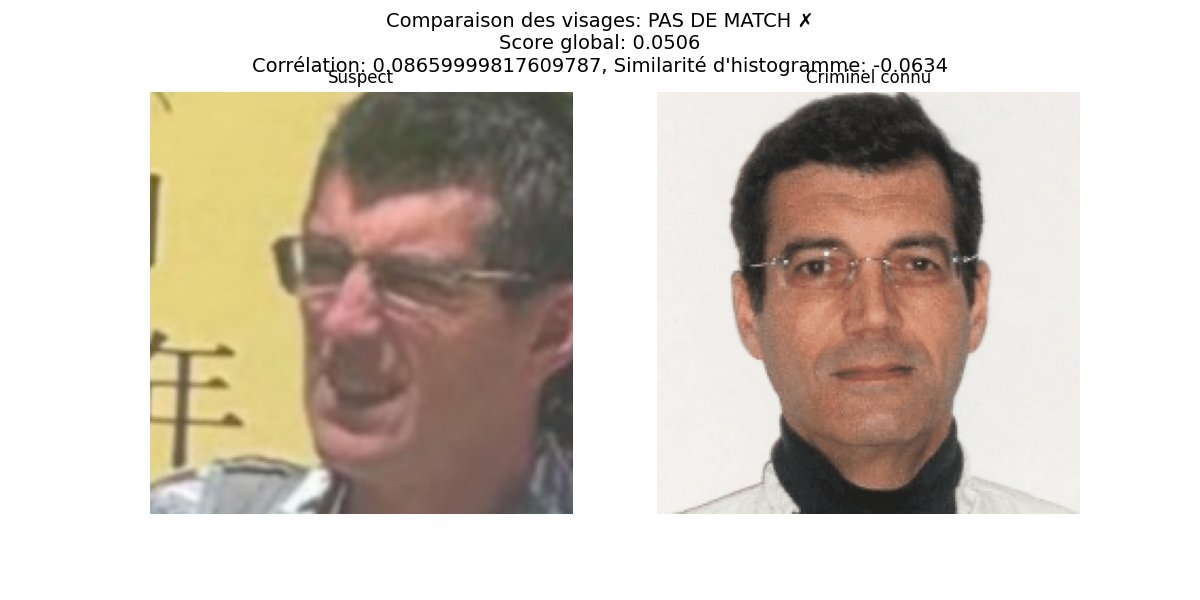 Comparaison des visages: PAS DE MATCH ✗
Score global: 0.0506
Corrélation: 0.08659999817609787, Similarité d'histogramme: -0.0634
Suspect
Criminel connu